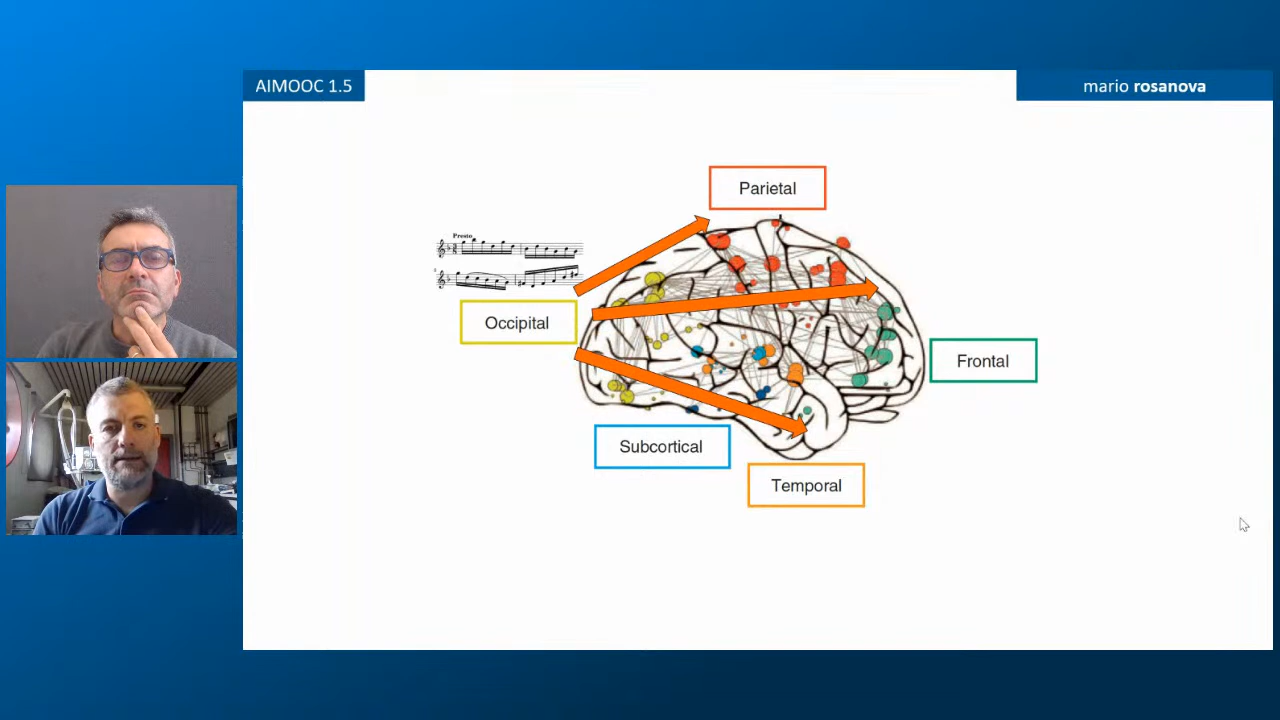 AIMOOC 1.5
mario rosanova
Parietal
Presto
Occipital
Frontal
Subcortical
Temporal